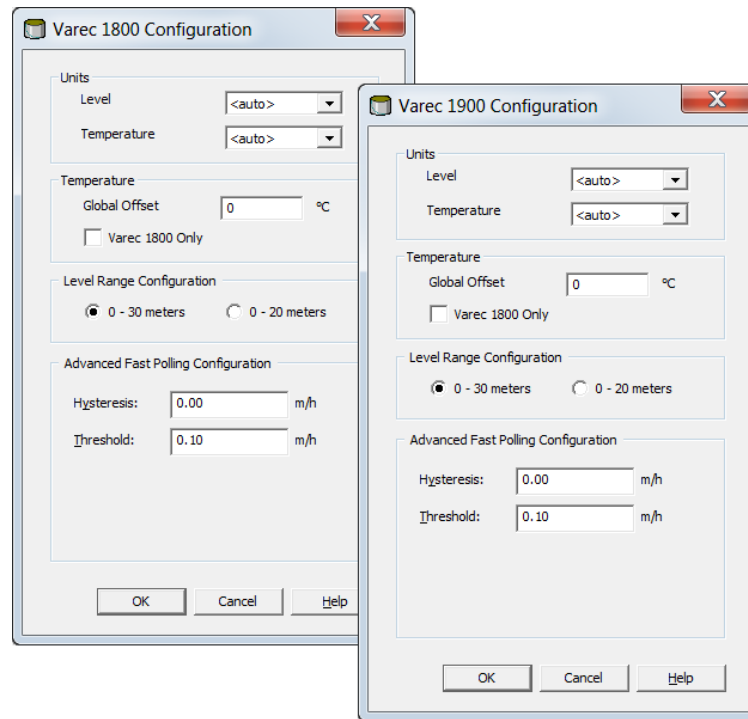 Varec 1800 Configuration
Units
Level <auto>
Temperature <auto>
Temperature
Global Offset 0 ºC
Varec 1800 Only
Level Range Configuration
0 - 30 meters 0 - 20 meters
Advanced Fast Polling Configuration
Hysteresis: 0.00 m/h
Threshold: 0.10 m/h
OK Cancel Help
Varec 1900 Configuration
Units
Level <auto>
Temperature <auto>
Temperature
Global Offset 0 ºC
Varec 1800 Only
Level Range Configuration
0 - 30 meters 0 - 20 meters
Advanced Fast Polling Configuration
Hysteresis: 0.00 m/h
Threshold: 0.10 m/h
OK Cancel Help